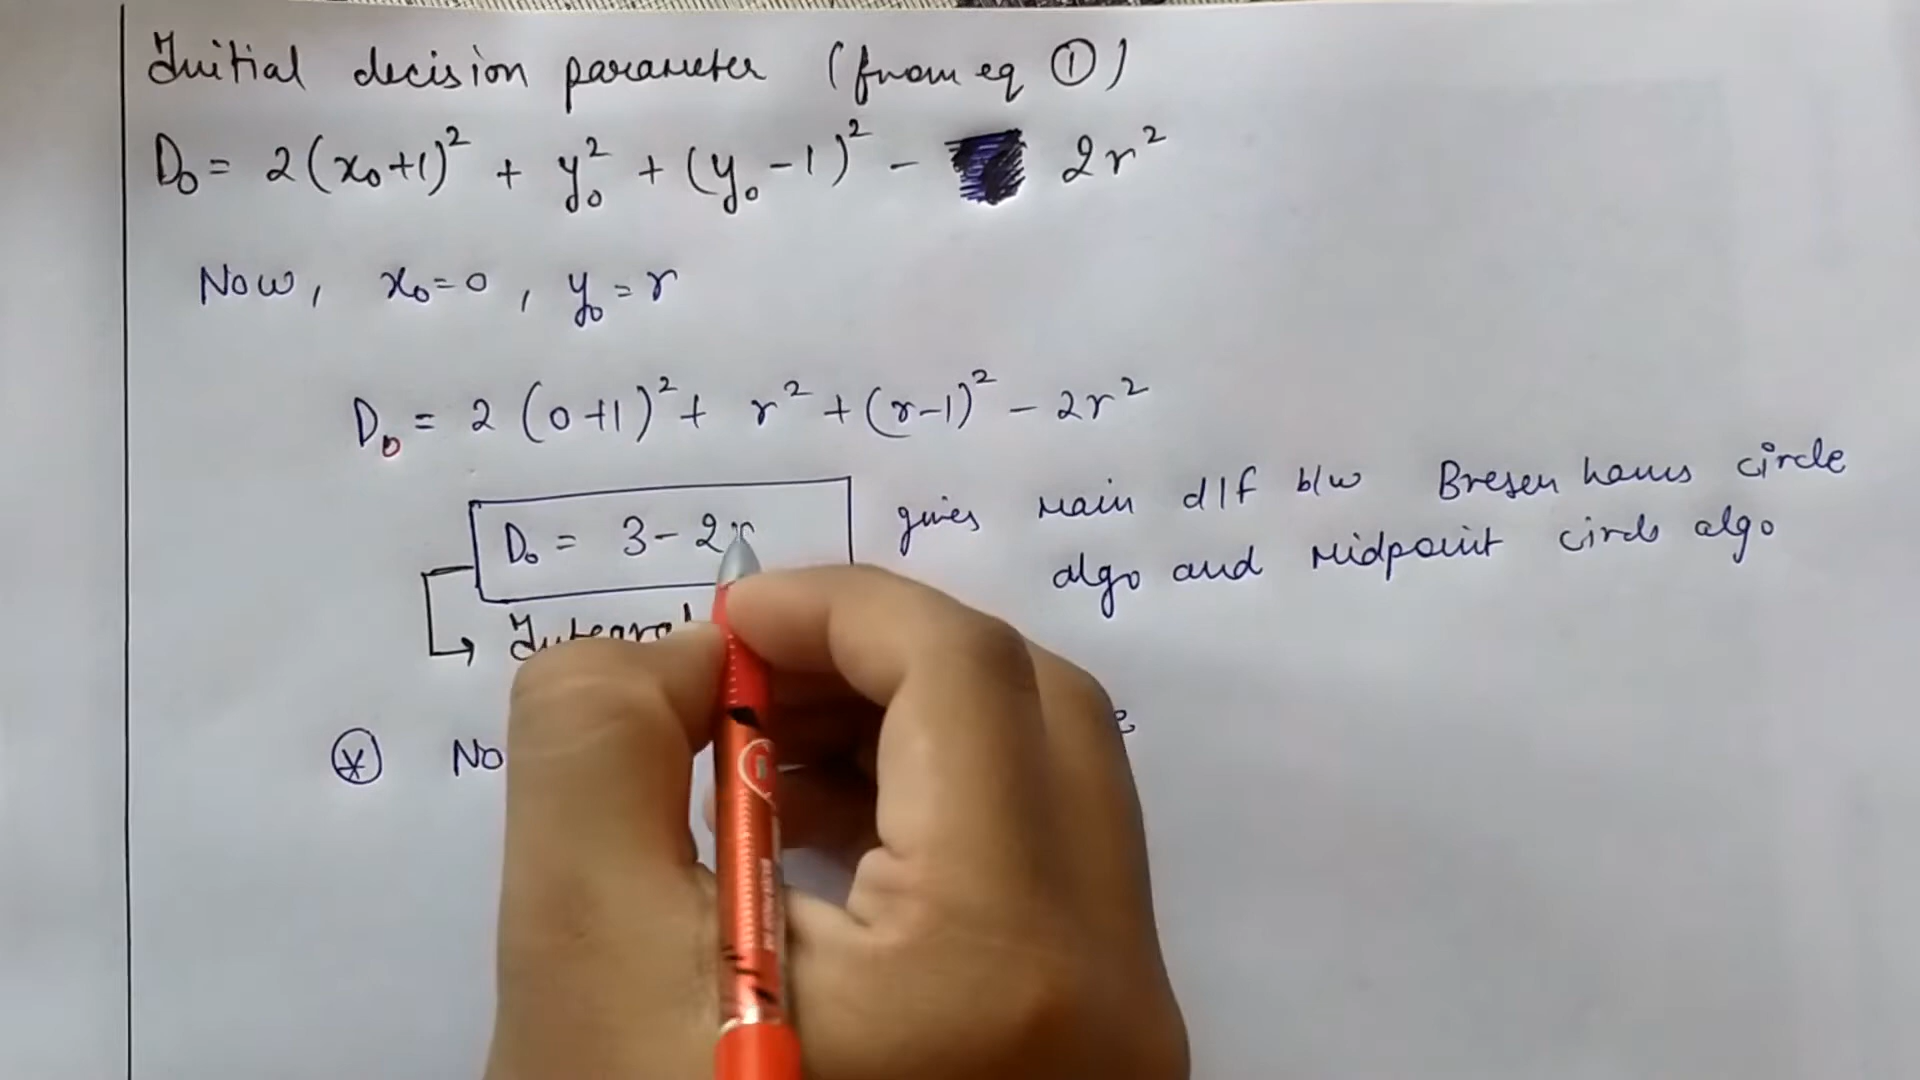 Initial decision parameter (from eq ①)
D₀ = 2(x₀+1)² + y₀² + (y₀-1)² - 2r²
Now, x₀=0, y₀=r
D₀ = 2(0+1)² + r² + (r-1)² - 2r²
D₀ = 3-2r gives main d/f b/w Bresenhams circle
algo and midpoint circle algo
→ Integral
⊛ No